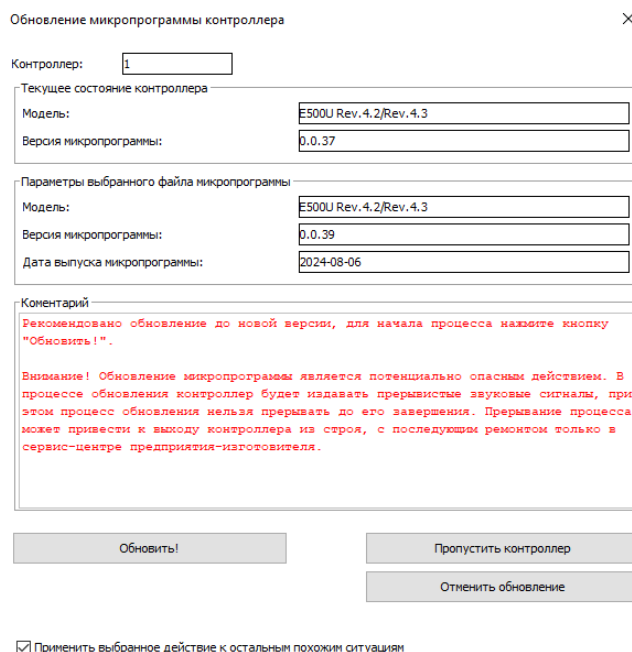 Обновление микропрограммы контроллера
Контроллер: 1
Текущее состояние контроллера
Модель: E500U Rev.4.2/Rev.4.3
Версия микропрограммы: 0.0.37
Параметры выбранного файла микропрограммы
Модель: E500U Rev.4.2/Rev.4.3
Версия микропрограммы: 0.0.39
Дата выпуска микропрограммы: 2024-08-06
Коментарий
Рекомендовано обновление до новой версии, для начала процесса нажмите кнопку
"Обновить!".
Внимание! Обновление микропрограммы является потенциально опасным действием. В
процессе обновления контроллер будет издавать прерывистые звуковые сигналы, при
этом процесс обновления нельзя прерывать до его завершения. Прерывание процесса
может привести к выходу контроллера из строя, с последующим ремонтом только в
сервис-центре предприятия-изготовителя.
Обновить!
Пропустить контроллер
Отменить обновление
Применить выбранное действие к остальным похожим ситуациям